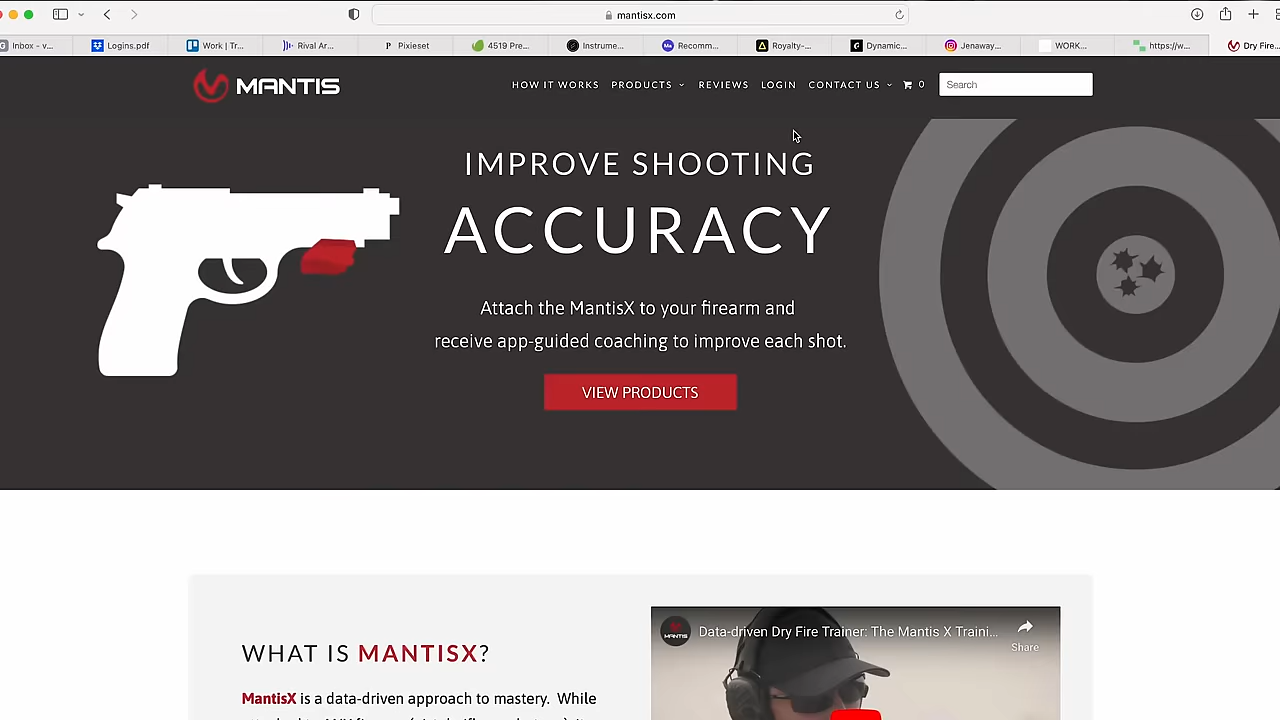 mantisx.com
Inbox - v...
Logins.pdf
Work | Tr...
Rival Ar...
Pixieset
4519 Pre...
Instrume...
Recomm...
Royalty-...
Dynamic...
Jenaway...
WORK...
https://w...
Dry Fire...
MANTIS
HOW IT WORKS
PRODUCTS
REVIEWS
LOGIN
CONTACT US
0
Search
IMPROVE SHOOTING
ACCURACY
Attach the MantisX to your firearm and
receive app-guided coaching to improve each shot.
VIEW PRODUCTS
WHAT IS MANTISX?
MantisX is a data-driven approach to mastery. While
MANTIS
Data-driven Dry Fire Trainer: The Mantis X Traini...
Share